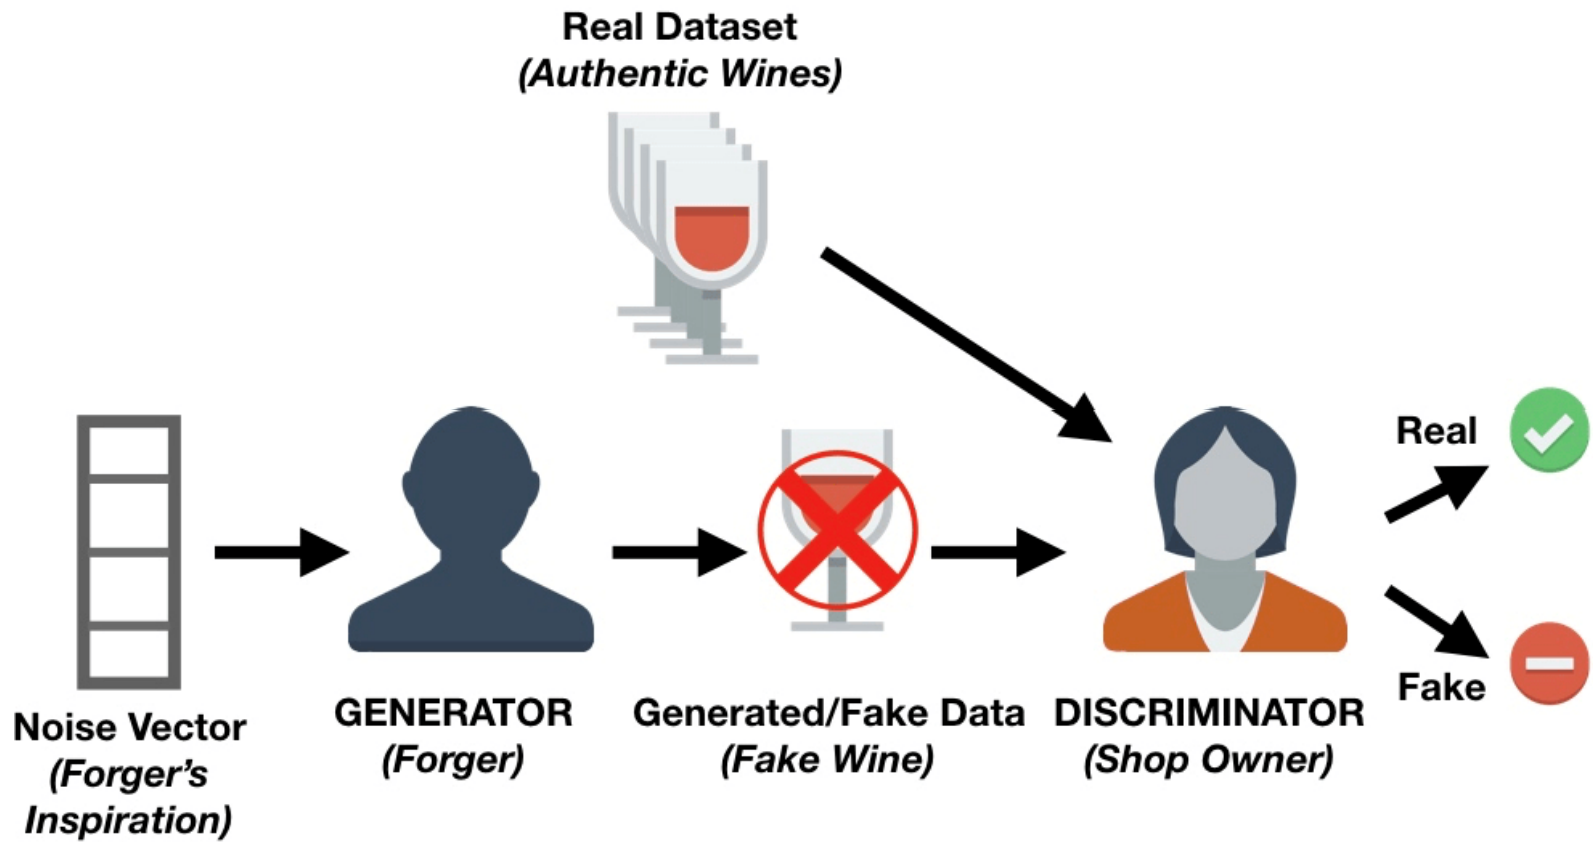 Real Dataset
(Authentic Wines)
Real
Fake
Noise Vector
(Forger’s
Inspiration)
GENERATOR
(Forger)
Generated/Fake Data
(Fake Wine)
DISCRIMINATOR
(Shop Owner)